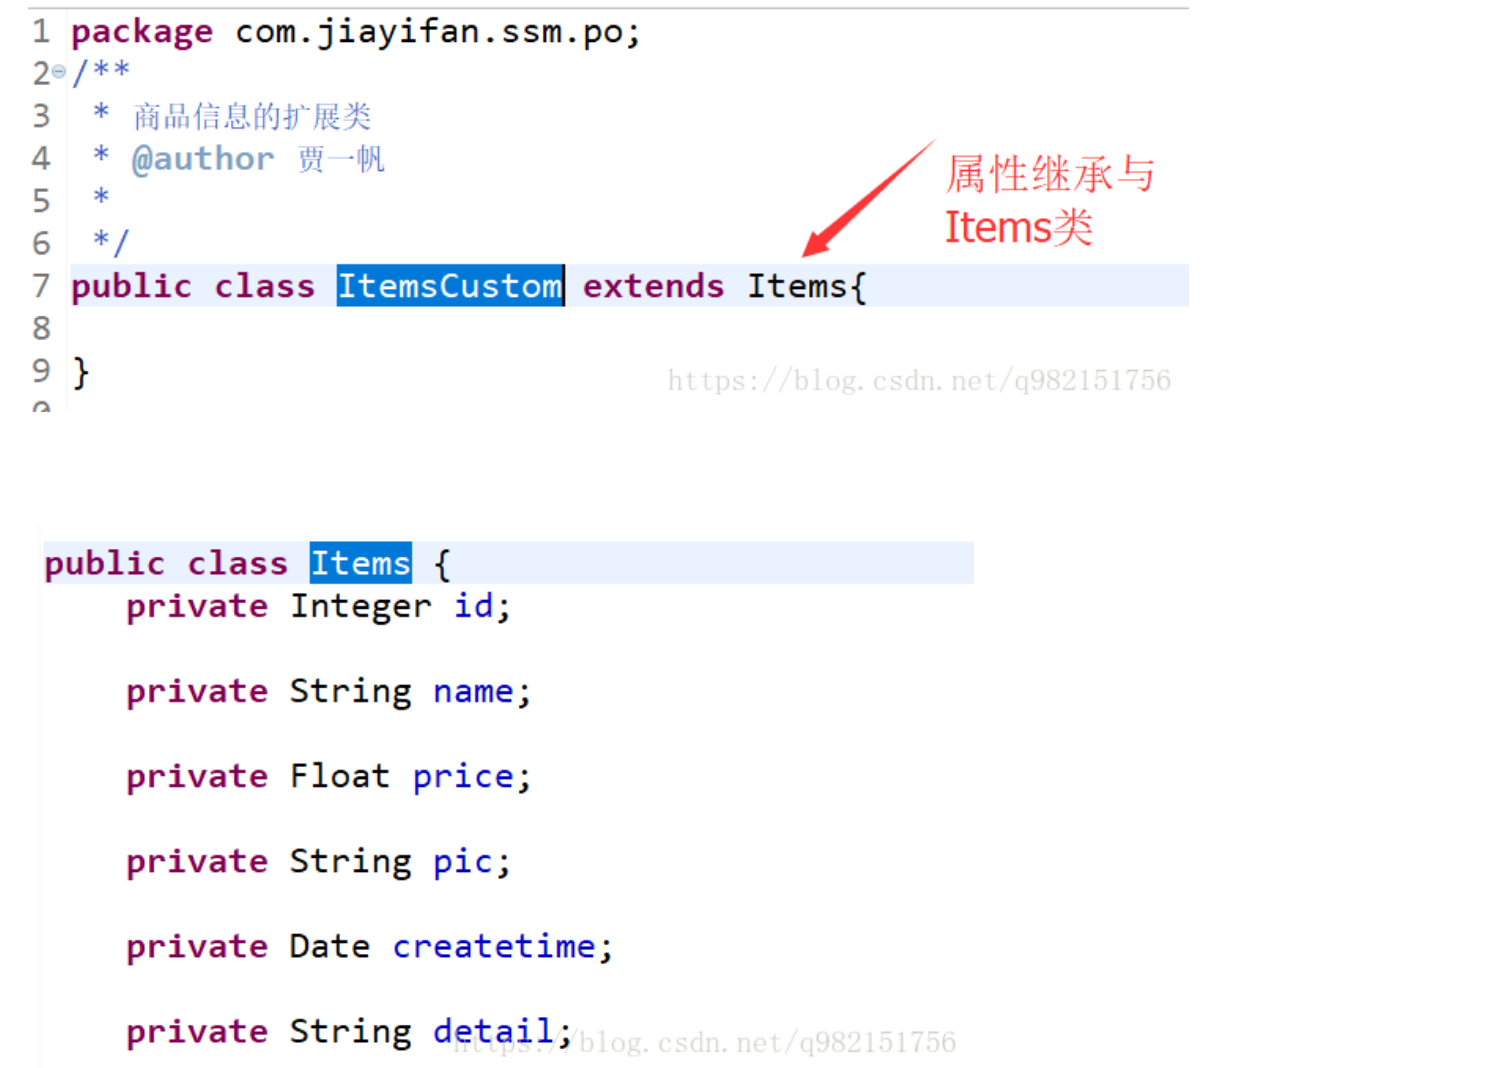 1 package com.jiayifan.ssm.po;
2 /**
3 * 商品信息的扩展类
4 * @author 贾一帆
5 *
6 */
属性继承与
Items类
7 public class ItemsCustom extends Items{
8
9 }
https://blog.csdn.net/q982151756
public class Items {
private Integer id;
private String name;
private Float price;
private String pic;
private Date createtime;
private String detail;
https://blog.csdn.net/q982151756